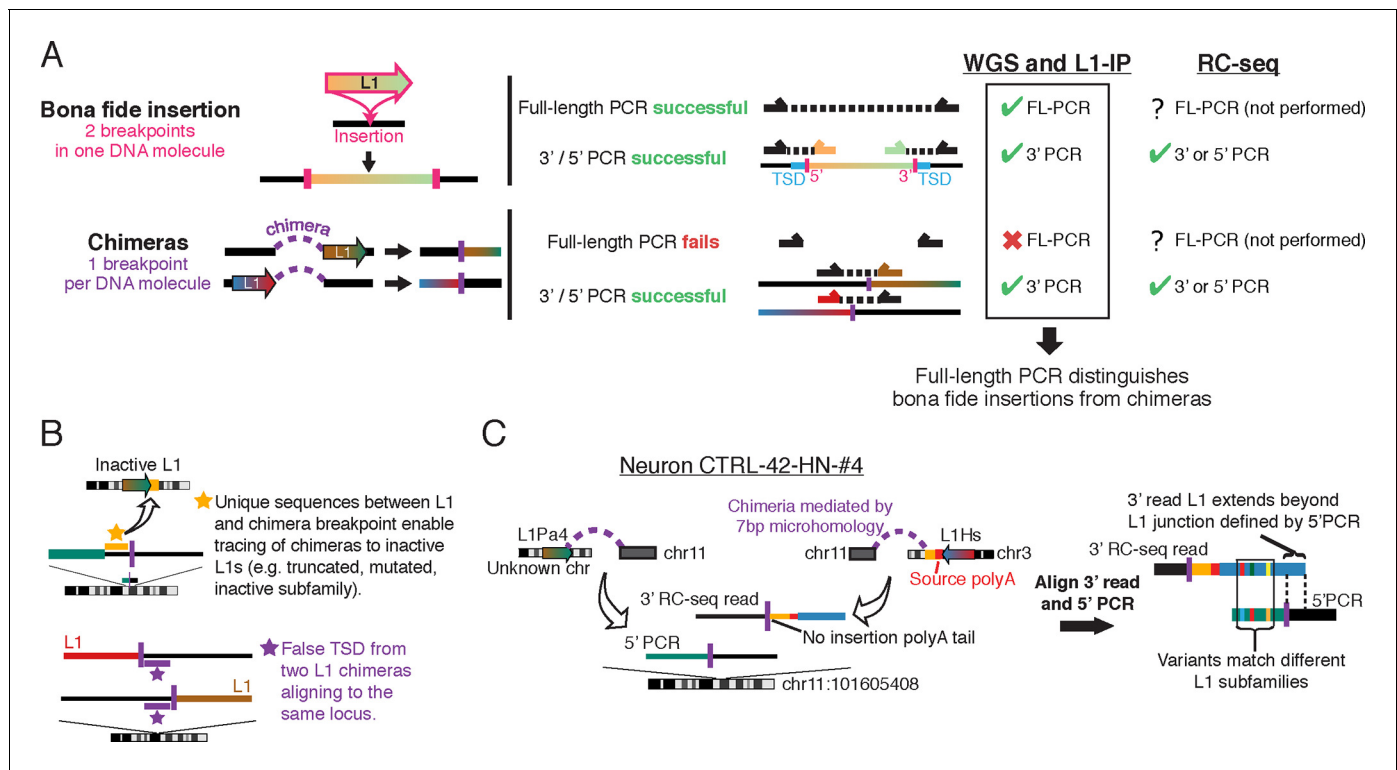 A
WGS and L1-IP
RC-seq
L1
Bona fide insertion
2 breakpoints
in one DNA molecule
Insertion
Full-length PCR successful
FL-PCR
? FL-PCR (not performed)
3’ / 5’ PCR successful
3’ PCR
3’ or 5’ PCR
TSD 5’ 3’ TSD
Chimeras
1 breakpoint
per DNA molecule
chimera
L1
L1
Full-length PCR fails
FL-PCR
? FL-PCR (not performed)
3’ / 5’ PCR successful
3’ PCR
3’ or 5’ PCR
Full-length PCR distinguishes
bona fide insertions from chimeras
B
Inactive L1
Unique sequences between L1
and chimera breakpoint enable
tracing of chimeras to inactive
L1s (e.g. truncated, mutated,
inactive subfamily).
L1
L1
False TSD from
two L1 chimeras
aligning to the
same locus.
C
Neuron CTRL-42-HN-#4
Chimeria mediated by
7bp microhomology
L1Pa4
Unknown chr
chr11
chr11
L1Hs
chr3
Source polyA
3’ RC-seq read
No insertion polyA tail
5’ PCR
chr11:101605408
Align 3’ read
and 5’ PCR
3’ read L1 extends beyond
L1 junction defined by 5’PCR
3’ RC-seq read
5’PCR
Variants match different
L1 subfamilies